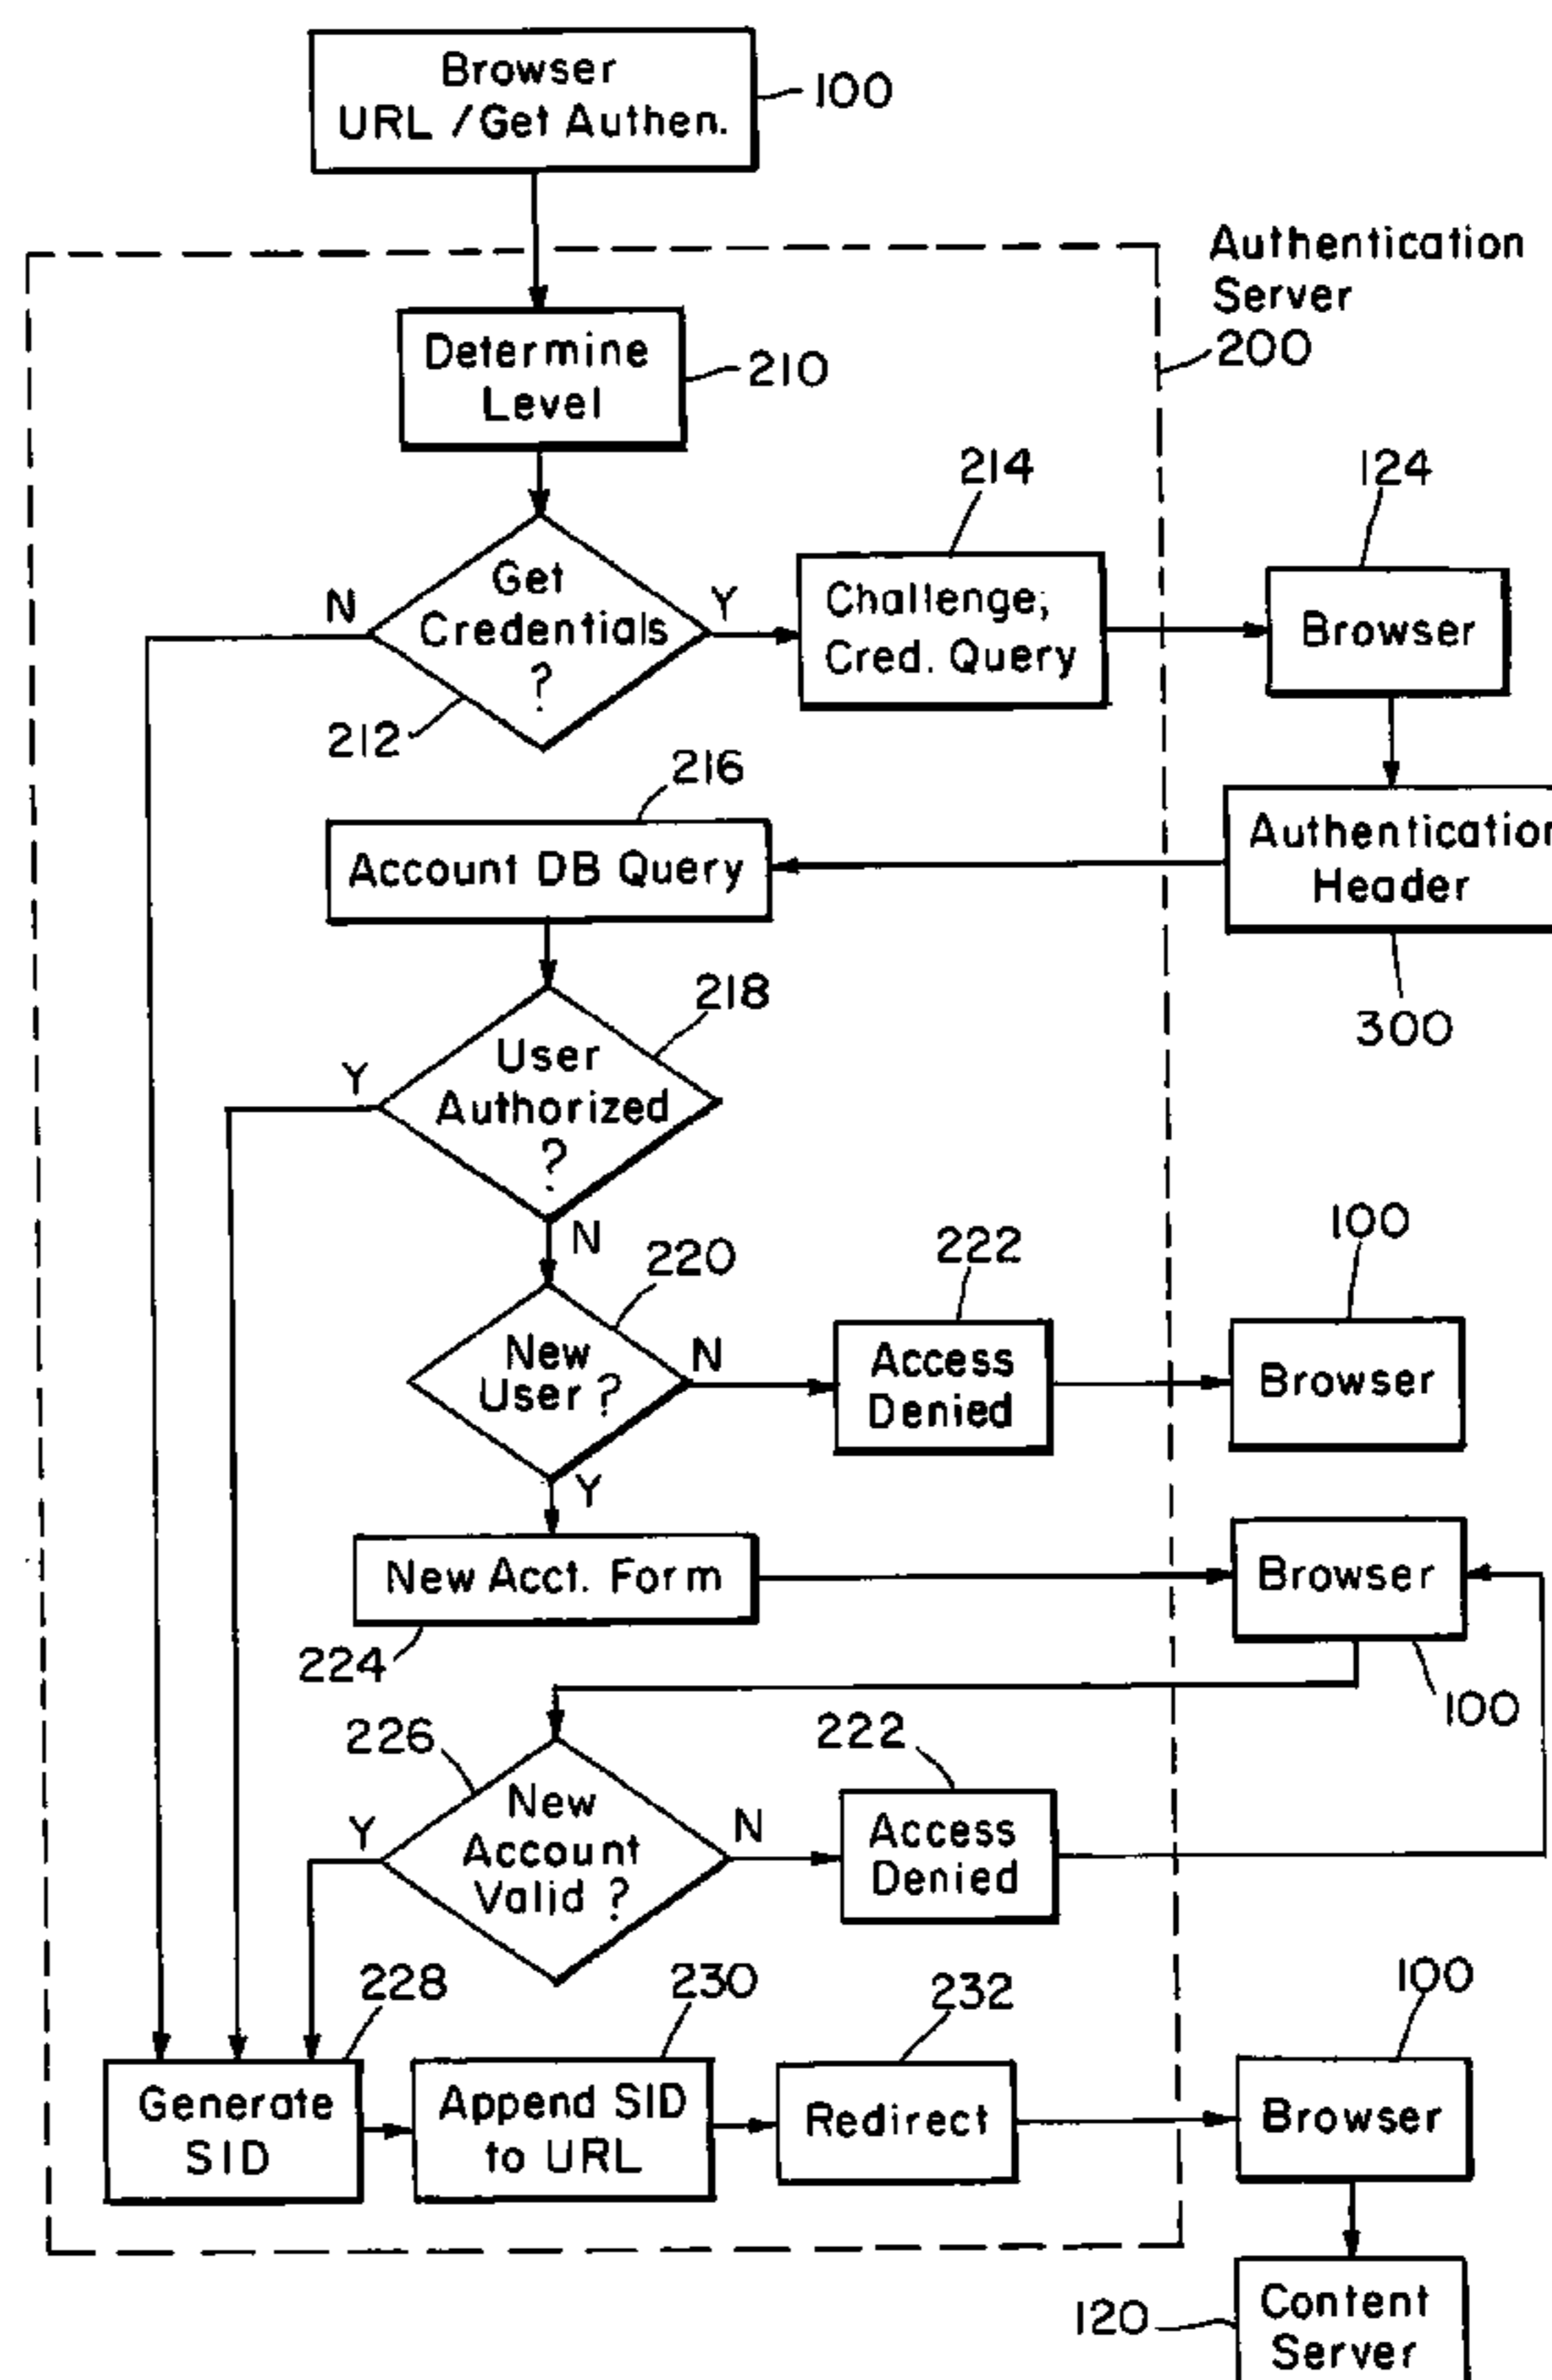 Browser
URL / Get Authen.
100
Authentication
Server
200
Determine
Level
210
214
124
Get
Credentials
?
N
Y
212
Challenge;
Cred. Query
Browser
216
Account DB Query
Authentication
Header
300
218
User
Authorized
?
Y
N
220
222
100
New
User ?
N
Y
Access
Denied
Browser
New Acct. Form
224
Browser
100
226
222
New
Account
Valid ?
Y
N
Access
Denied
228
230
232
100
Generate
SID
Append SID
to URL
Redirect
Browser
120
Content
Server